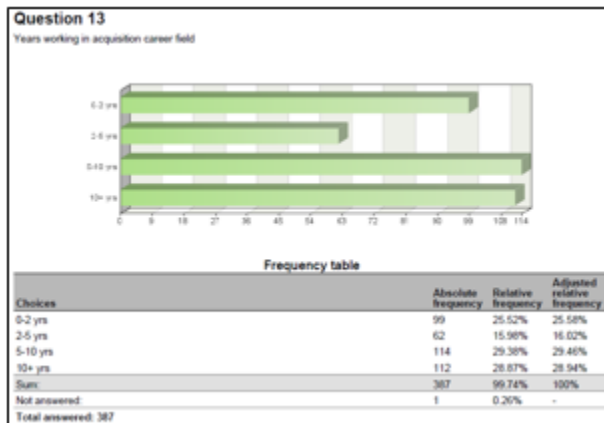 Question 13
Years working in acquisition career field
0-2 yrs
2-5 yrs
5-10 yrs
10+ yrs
0 9 18 27 36 45 54 63 72 81 90 99 108 114
Frequency table
Choices Absolute frequency Relative frequency Adjusted relative frequency
0-2 yrs 99 25.52% 25.58%
2-5 yrs 62 15.98% 16.02%
5-10 yrs 114 29.38% 29.46%
10+ yrs 112 28.87% 28.94%
Sum: 387 99.74% 100%
Not answered: 1 0.26% -
Total answered: 387